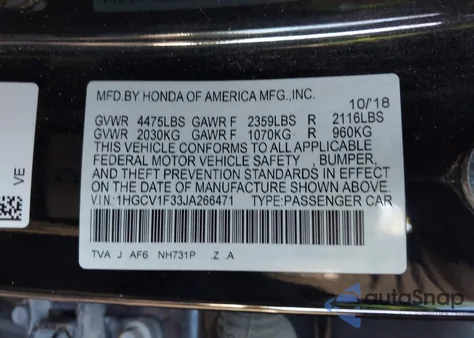 MFD.BY HONDA OF AMERICA MFG.,INC.
10/'18
GVWR 4475LBS GAWR F 2359LBS R 2116LBS
GVWR 2030KG GAWR F 1070KG R 960KG
THIS VEHICLE CONFORMS TO ALL APPLICABLE
FEDERAL MOTOR VEHICLE SAFETY , BUMPER,
AND THEFT PREVENTION STANDARDS IN EFFECT ON
THE DATE OF MANUFACTURE SHOWN ABOVE.
V.I.N: 1HGCV1F33JA266471 TYPE:PASSENGER CAR
TVA J AF6 NH731P .Z .A
VE
autoSnap